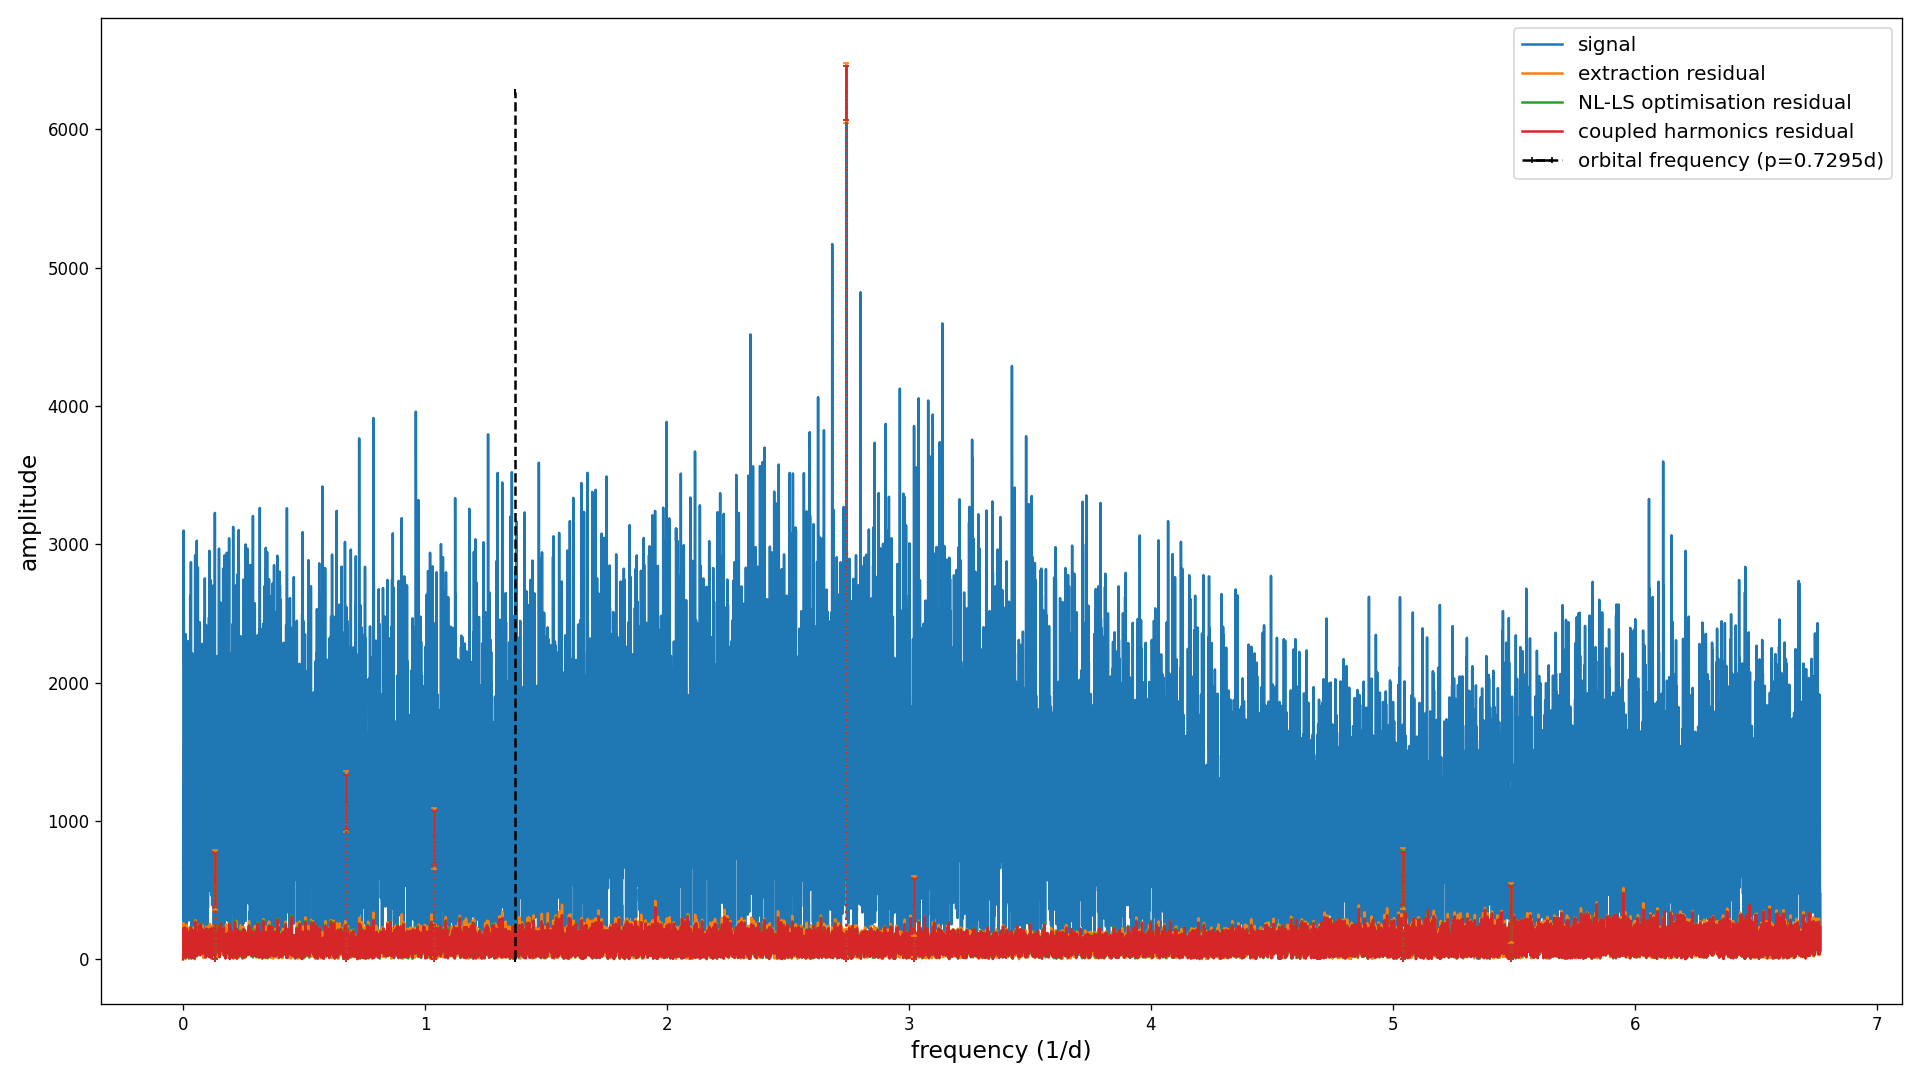 signal
extraction residual
NL-LS optimisation residual
coupled harmonics residual
orbital frequency (p=0.7295d)
amplitude
6000
5000
4000
3000
2000
1000
0
0 1 2 3 4 5 6 7
frequency (1/d)